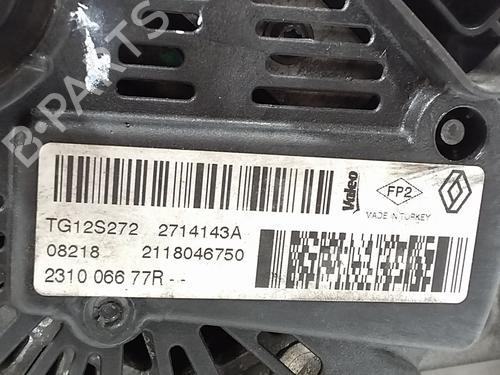 B-PARTS
Valeo
FP2
MADE IN TURKEY
TG12S272 2714143A
08218 2118046750
2310 066 77R - -